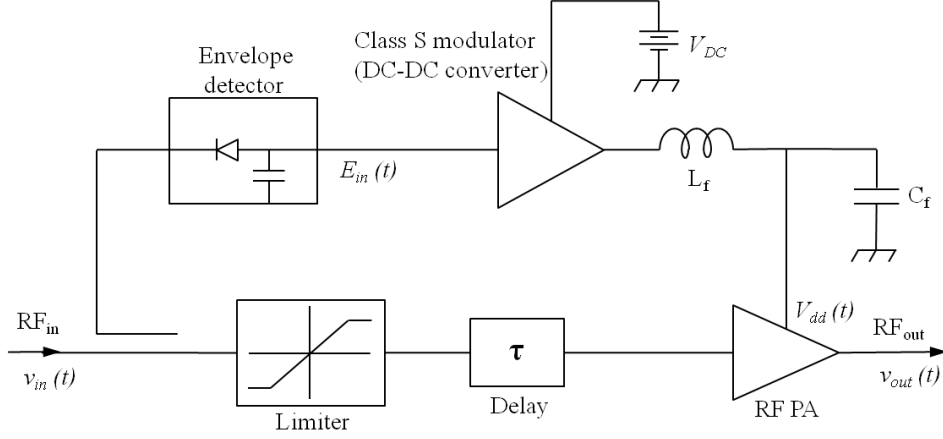 Class S modulator
(DC-DC converter)
V_DC
Envelope
detector
E_in (t)
L_f
C_f
RF_in
v_in (t)
Limiter
τ
Delay
V_dd (t)
RF PA
RF_out
v_out (t)